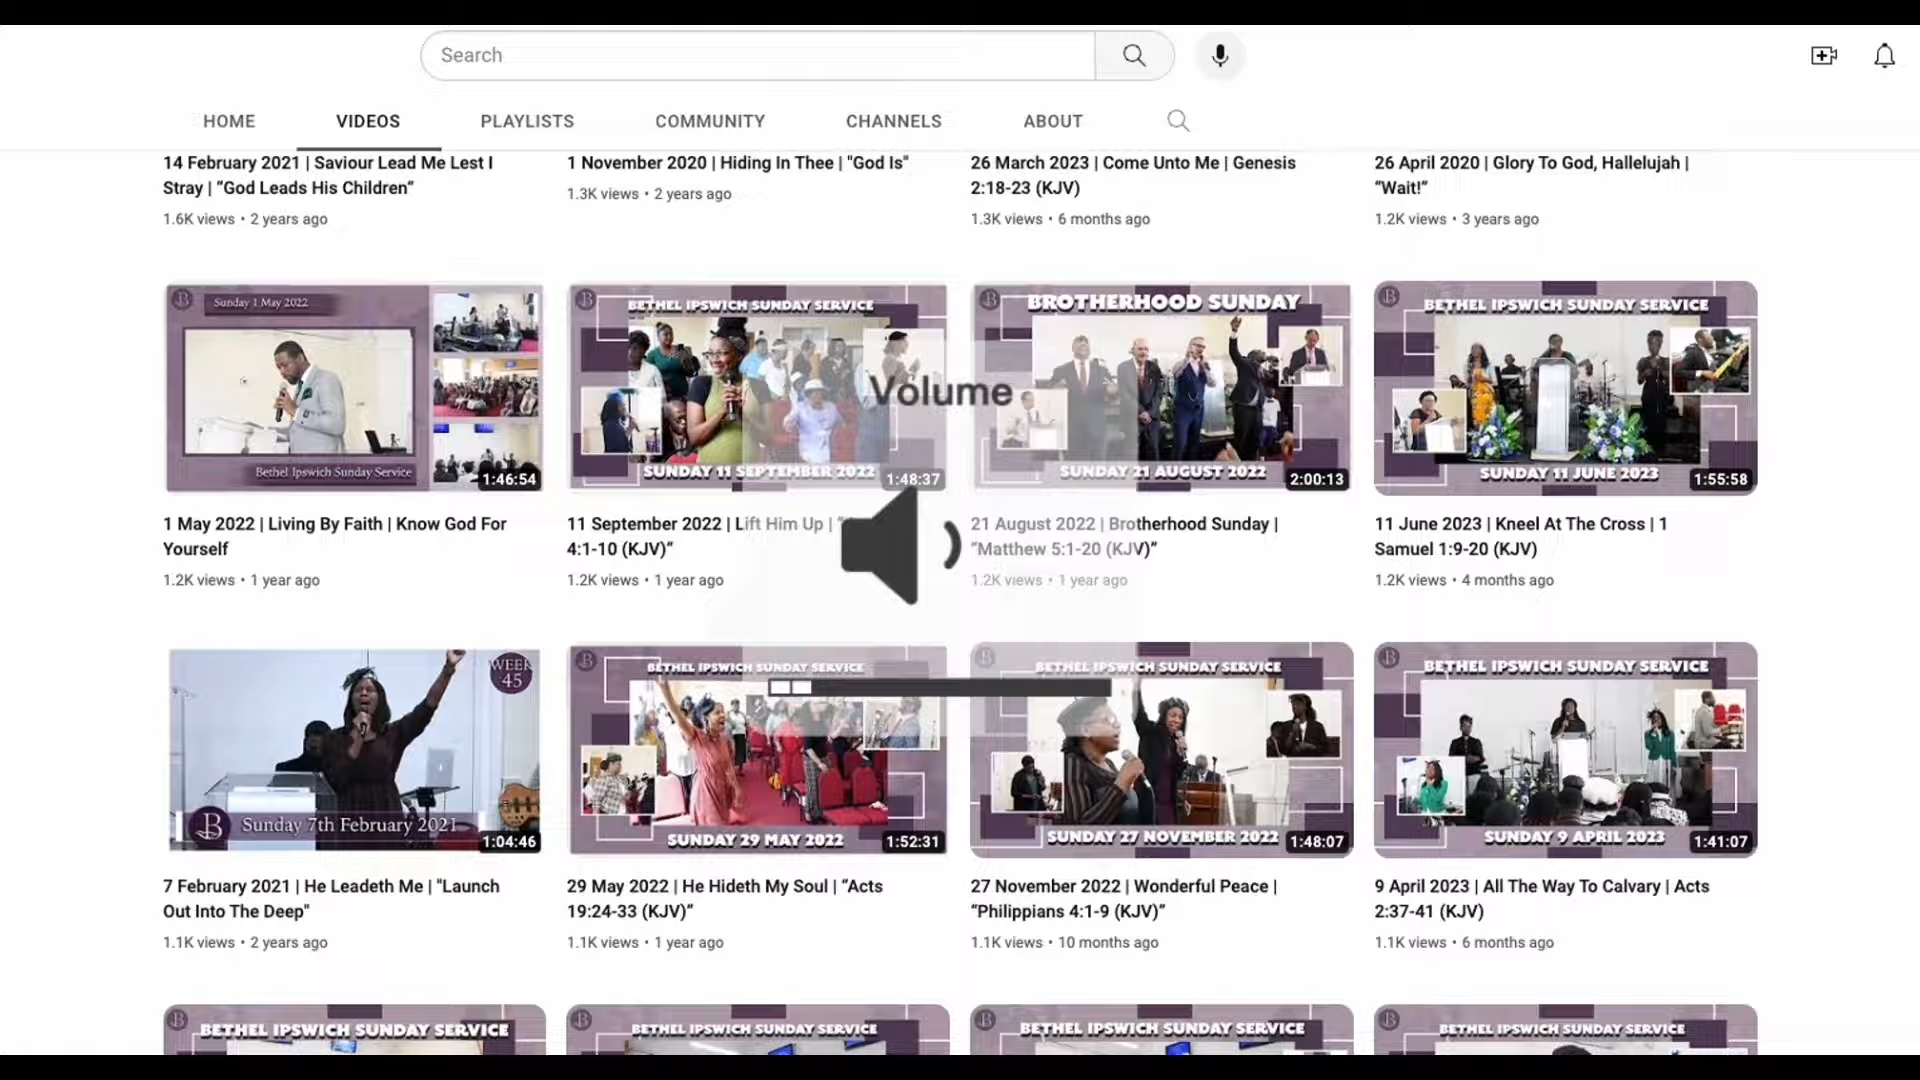 Search
HOME VIDEOS PLAYLISTS COMMUNITY CHANNELS ABOUT
14 February 2021 | Saviour Lead Me Lest I
Stray | "God Leads His Children“
1.6K views • 2 years ago
1 November 2020 | Hiding In Thee | "God Is"
1.3K views • 2 years ago
26 March 2023 | Come Unto Me | Genesis
2:18-23 (KJV)
1.3K views • 6 months ago
26 April 2020 | Glory To God, Hallelujah |
“Wait!”
1.2K views • 3 years ago
B
Sunday 1 May 2022
Bethel Ipswich Sunday Service
1:46:54
B
BETHEL IPSWICH SUNDAY SERVICE
SUNDAY 11 SEPTEMBER 2022
1:48:37
B
BROTHERHOOD SUNDAY
SUNDAY 21 AUGUST 2022
2:00:13
B
BETHEL IPSWICH SUNDAY SERVICE
SUNDAY 11 JUNE 2023
1:55:58
Volume
1 May 2022 | Living By Faith | Know God For
Yourself
1.2K views • 1 year ago
11 September 2022 | Lift Him Up |
4:1-10 (KJV)“
1.2K views • 1 year ago
21 August 2022 | Brotherhood Sunday |
“Matthew 5:1-20 (KJV)”
1.2K views • 1 year ago
11 June 2023 | Kneel At The Cross | 1
Samuel 1:9-20 (KJV)
1.2K views • 4 months ago
WEEK
45
B
Sunday 7th February 2021
1:04:46
B
BETHEL IPSWICH SUNDAY SERVICE
SUNDAY 29 MAY 2022
1:52:31
B
BETHEL IPSWICH SUNDAY SERVICE
SUNDAY 27 NOVEMBER 2022
1:48:07
B
BETHEL IPSWICH SUNDAY SERVICE
SUNDAY 9 APRIL 2023
1:41:07
7 February 2021 | He Leadeth Me | "Launch
Out Into The Deep"
1.1K views • 2 years ago
29 May 2022 | He Hideth My Soul | “Acts
19:24-33 (KJV)“
1.1K views • 1 year ago
27 November 2022 | Wonderful Peace |
“Philippians 4:1-9 (KJV)”
1.1K views • 10 months ago
9 April 2023 | All The Way To Calvary | Acts
2:37-41 (KJV)
1.1K views • 6 months ago
B
BETHEL IPSWICH SUNDAY SERVICE
B
BETHEL IPSWICH SUNDAY SERVICE
B
BETHEL IPSWICH SUNDAY SERVICE
B
BETHEL IPSWICH SUNDAY SERVICE